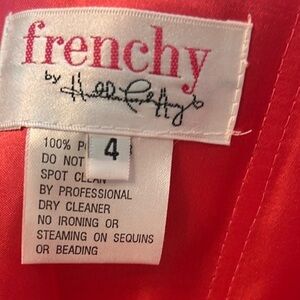 frenchy
by
4
100% P
DO NOT
SPOT CLEAN
BY PROFESSIONAL
DRY CLEANER
NO IRONING OR
STEAMING ON SEQUINS
OR BEADING